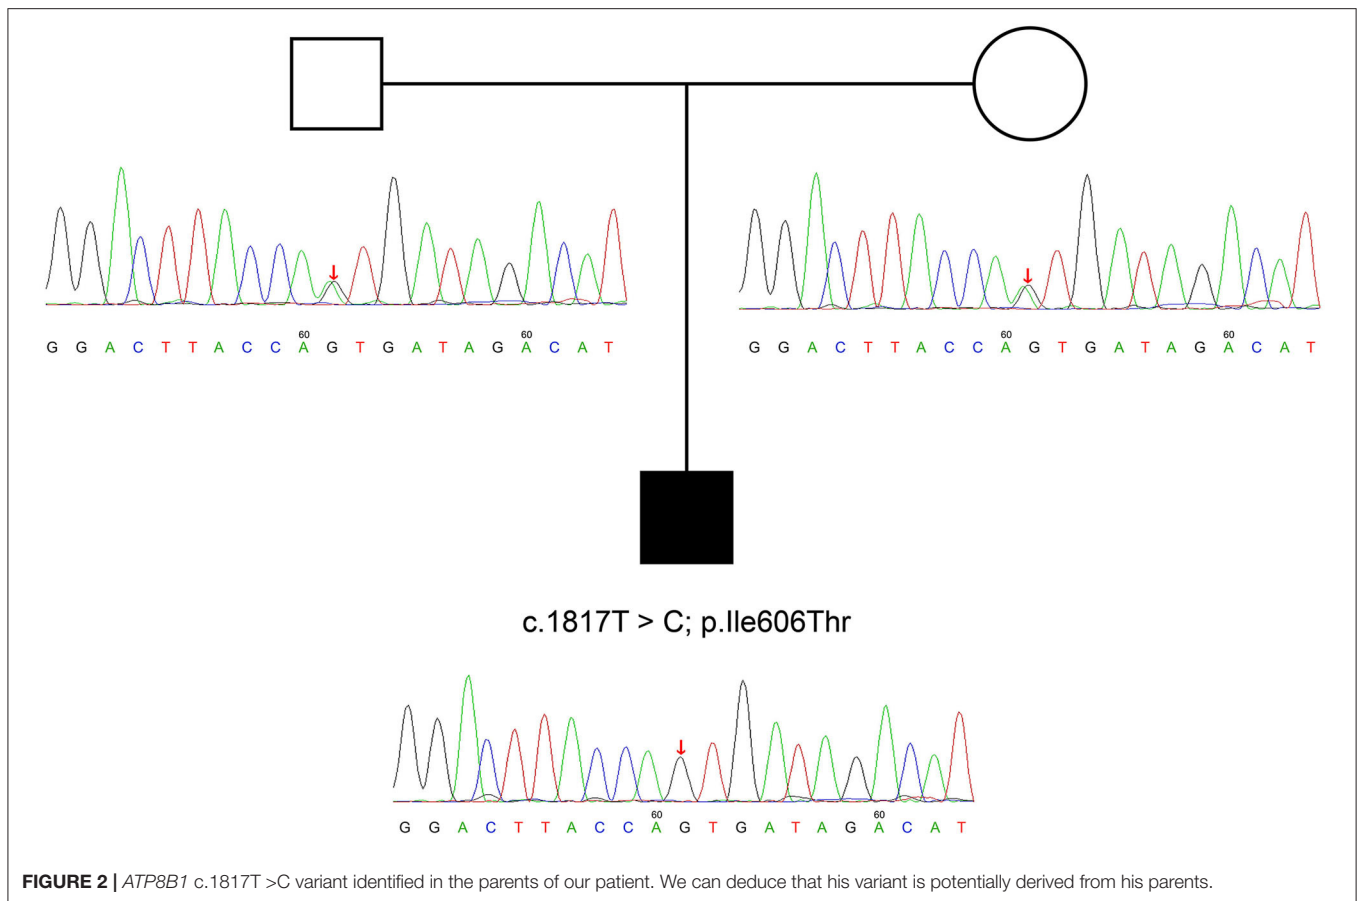 60 60
G G A C T T A C C A G T G A T A G A C A T
60 60
G G A C T T A C C A G T G A T A G A C A T
c.1817T > C; p.Ile606Thr
60 60
G G A C T T A C C A G T G A T A G A C A T
FIGURE 2 | ATP8B1 c.1817T >C variant identified in the parents of our patient. We can deduce that his variant is potentially derived from his parents.